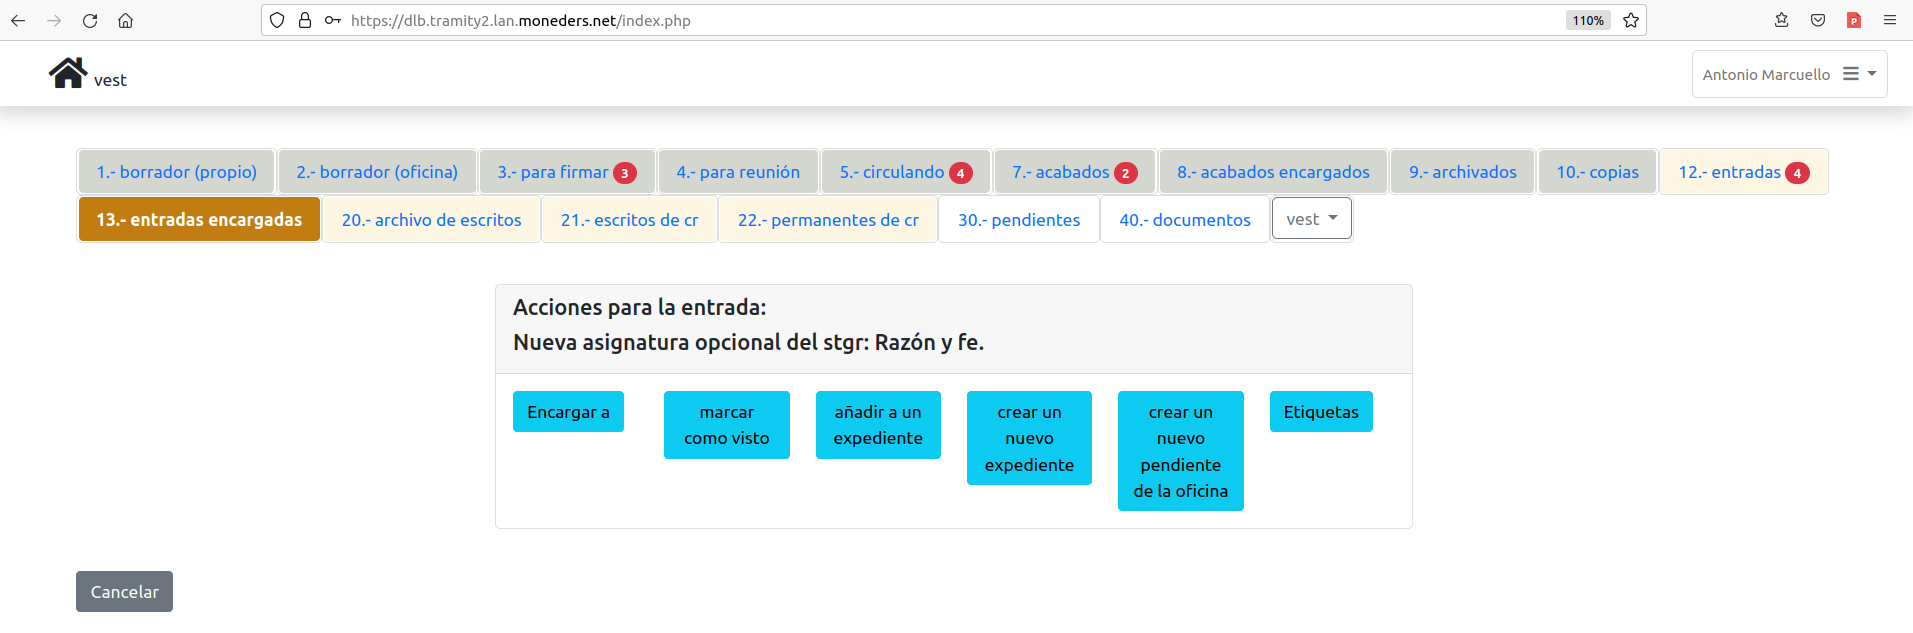 https://dlb.tramity2.lan.moneders.net/index.php
110%
vest
Antonio Marcuello
1.- borrador (propio)
2.- borrador (oficina)
3.- para firmar 3
4.- para reunión
5.- circulando 4
7.- acabados 2
8.- acabados encargados
9.- archivados
10.- copias
12.- entradas 4
13.- entradas encargadas
20.- archivo de escritos
21.- escritos de cr
22.- permanentes de cr
30.- pendientes
40.- documentos
vest
Acciones para la entrada:
Nueva asignatura opcional del stgr: Razón y fe.
Encargar a
marcar
como visto
añadir a un
expediente
crear un
nuevo
expediente
crear un
nuevo
pendiente
de la oficina
Etiquetas
Cancelar